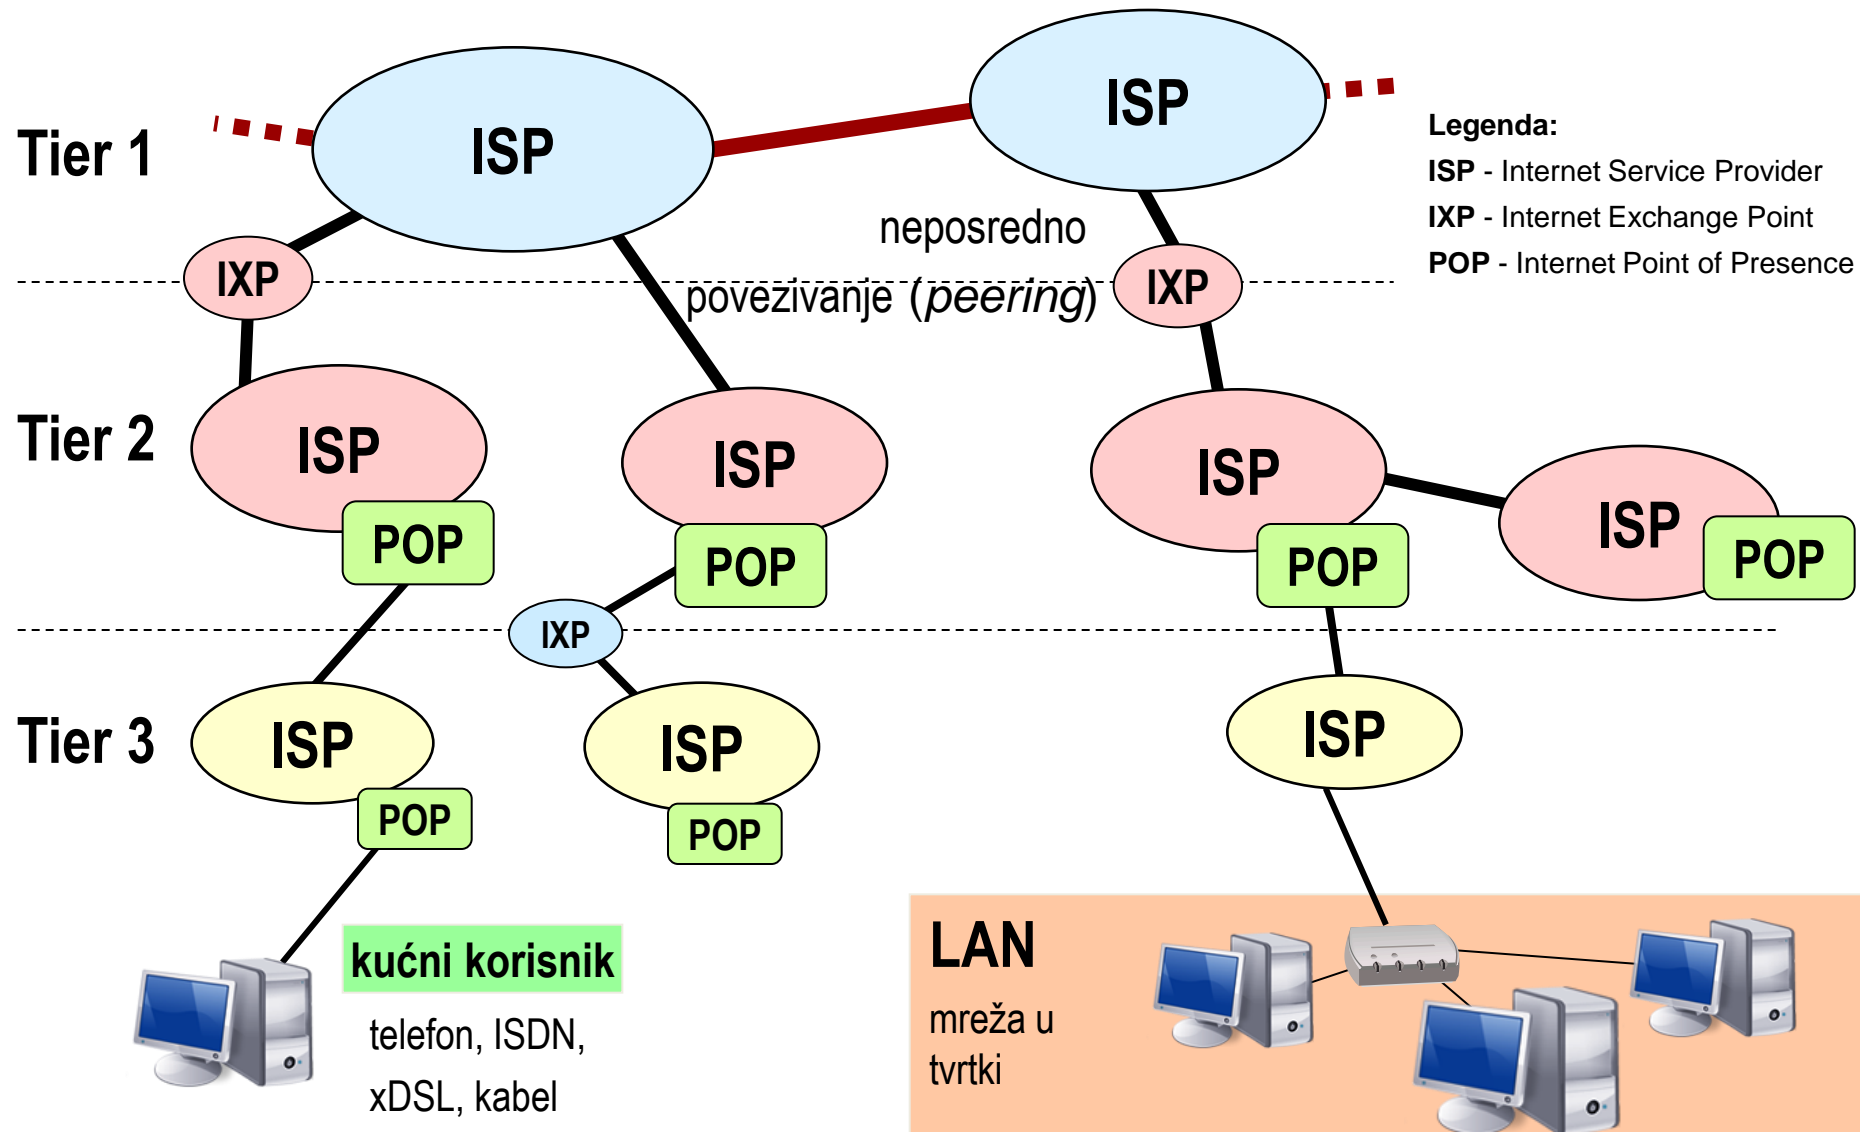 Tier 1
ISP
ISP
Legenda:
ISP - Internet Service Provider
IXP - Internet Exchange Point
POP - Internet Point of Presence
neposredno
povezivanje (peering)
IXP
IXP
Tier 2
ISP
ISP
ISP
ISP
POP
POP
POP
POP
IXP
Tier 3
ISP
ISP
ISP
POP
POP
kućni korisnik
telefon, ISDN,
xDSL, kabel
LAN
mreža u
tvrtki